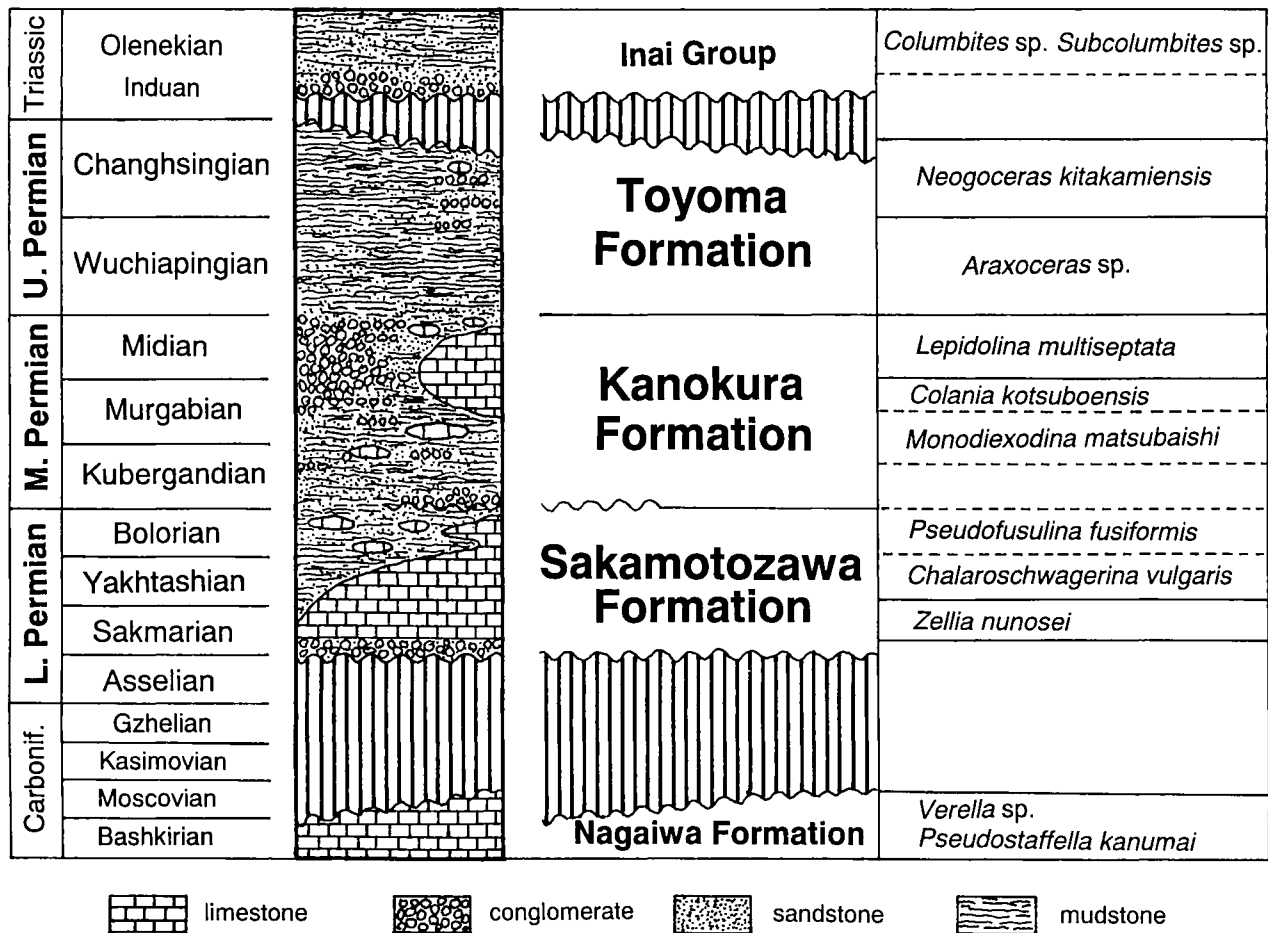 Triassic
Olenekian
Induan
U. Permian
Changhsingian
Wuchiapingian
M. Permian
Midian
Murgabian
Kubergandian
L. Permian
Bolorian
Yakhtashian
Sakmarian
Asselian
Carbonif.
Gzhelian
Kasimovian
Moscovian
Bashkirian
Inai Group
Toyoma
Formation
Kanokura
Formation
Sakamotozawa
Formation
Nagaiwa Formation
Columbites sp. Subcolumbites sp.
Neogoceras kitakamiensis
Araxoceras sp.
Lepidolina multiseptata
Colania kotsuboensis
Monodiexodina matsubaishi
Pseudofusulina fusiformis
Chalaroschwagerina vulgaris
Zellia nunosei
Verella sp.
Pseudostaffella kanumai
limestone conglomerate sandstone mudstone